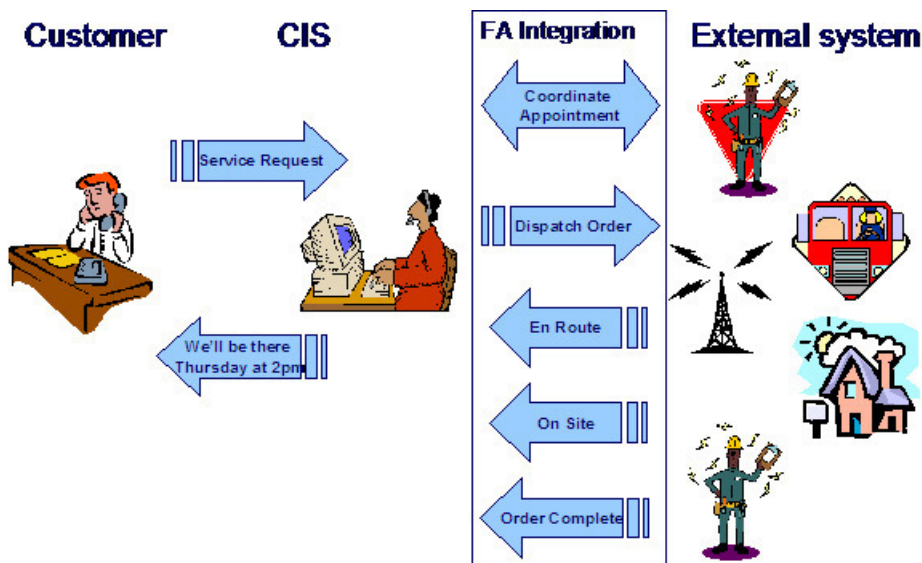 Customer
CIS
FA Integration
External system
Coordinate
Appointment
Service Request
Dispatch Order
En Route
We'll be there
Thursday at 2pm
On Site
Order Complete